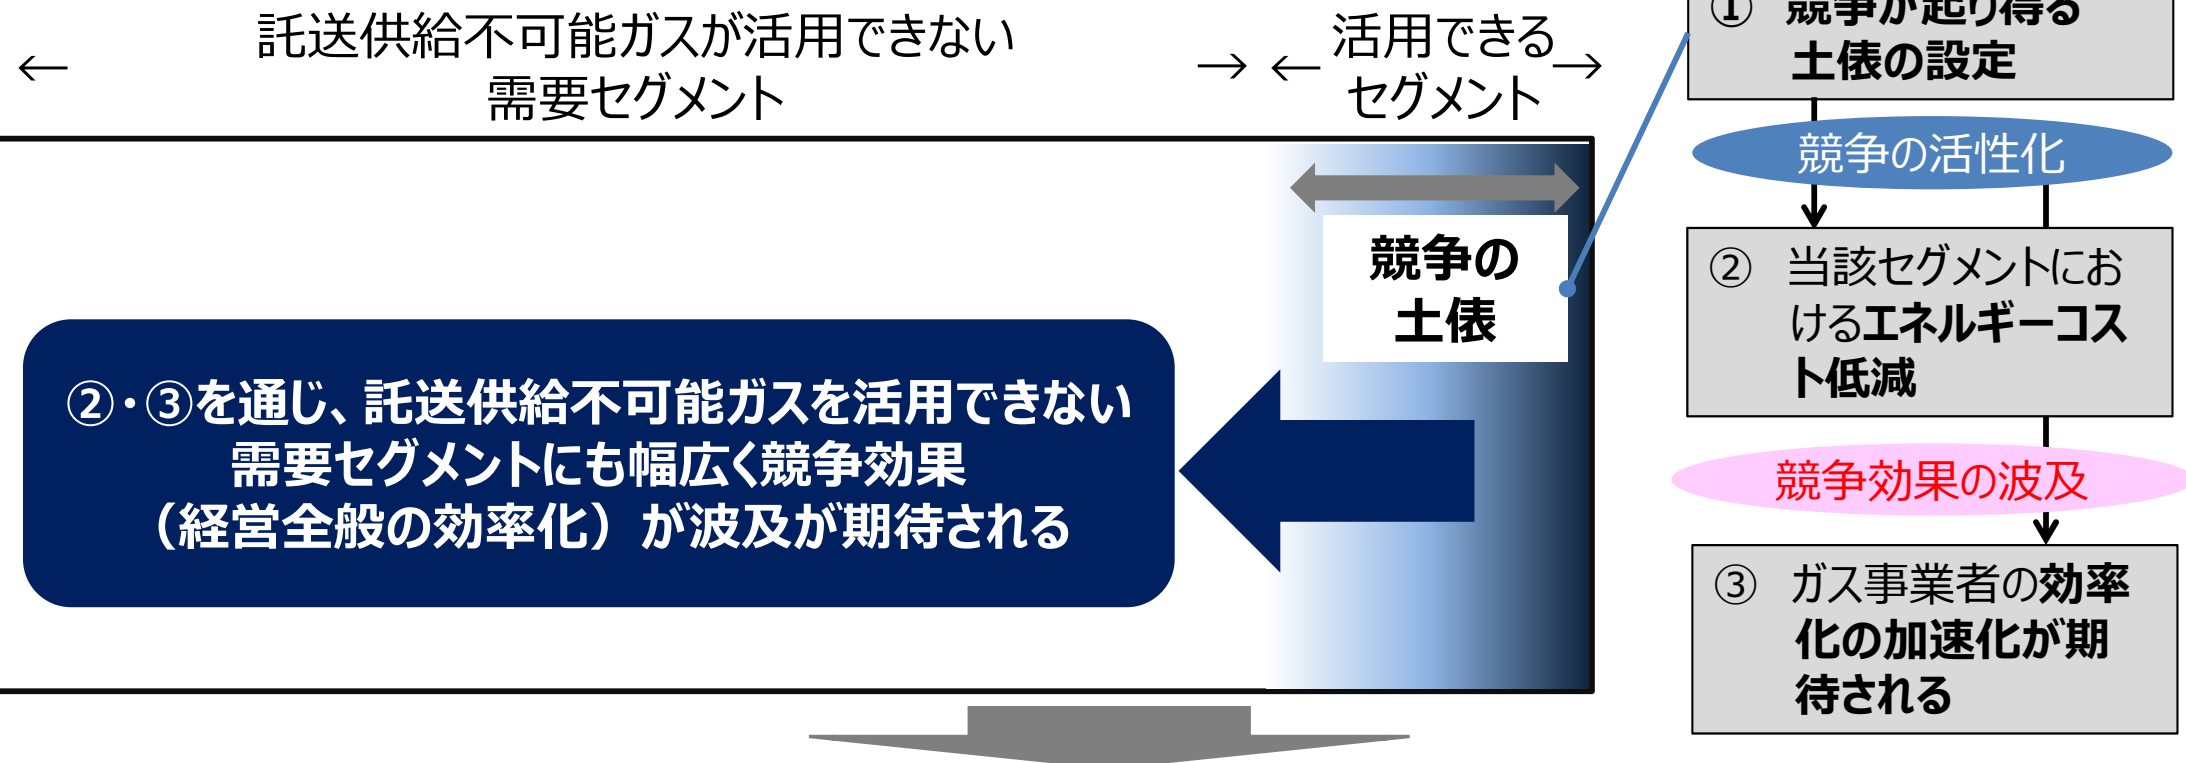 託送供給不可能ガスが活用できない
需要セグメント
活用できる
セグメント
競争の
土俵
②・③を通じ、託送供給不可能ガスを活用できない
需要セグメントにも幅広く競争効果
（経営全般の効率化）が波及が期待される
① 競争が起り得る
土俵の設定
競争の活性化
② 当該セグメントにお
けるエネルギーコス
ト低減
競争効果の波及
③ ガス事業者の効率
化の加速化が期
待される